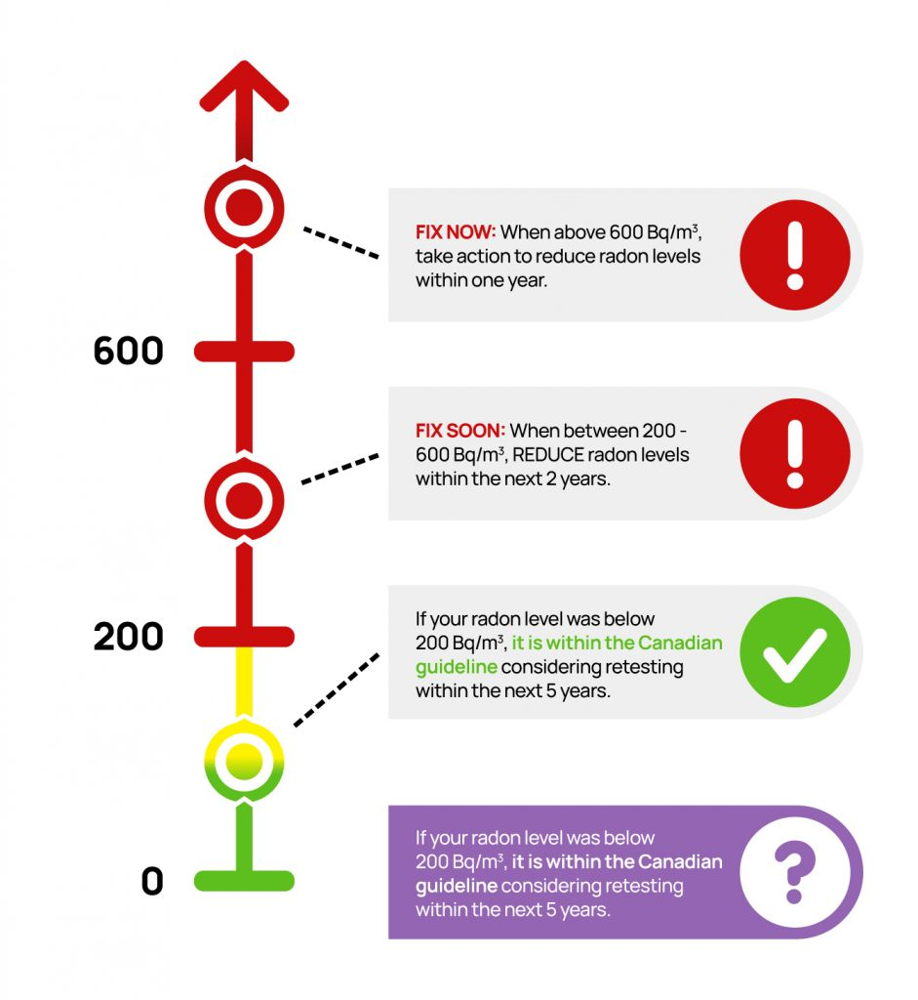 FIX NOW: When above 600 Bq/m³,
take action to reduce radon levels
within one year.
600
FIX SOON: When between 200 -
600 Bq/m³, REDUCE radon levels
within the next 2 years.
200
If your radon level was below
200 Bq/m³, it is within the Canadian
guideline considering retesting
within the next 5 years.
0
If your radon level was below
200 Bq/m³, it is within the Canadian
guideline considering retesting
within the next 5 years.